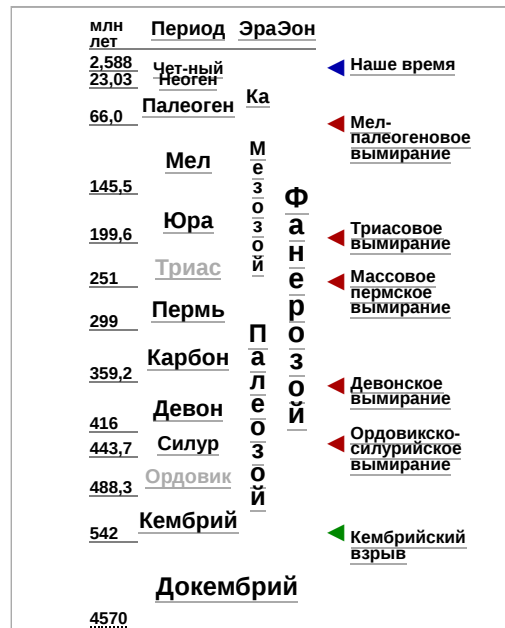 млн лет
Период
Эра
Эон
2,588
Чет-ный
23,03
Неоген
66,0
Палеоген
Ка
Мел
145,5
Мезозой
Юра
199,6
Триас
251
Пермь
299
Карбон
359,2
Девон
416
Силур
443,7
Ордовик
488,3
Палеозой
Кембрий
542
Фанерозой
Докембрий
4570
Наше время
Мел-
палеогеновое
вымирание
Триасовое
вымирание
Массовое
пермское
вымирание
Девонское
вымирание
Ордовикско-
силурийское
вымирание
Кембрийский
взрыв